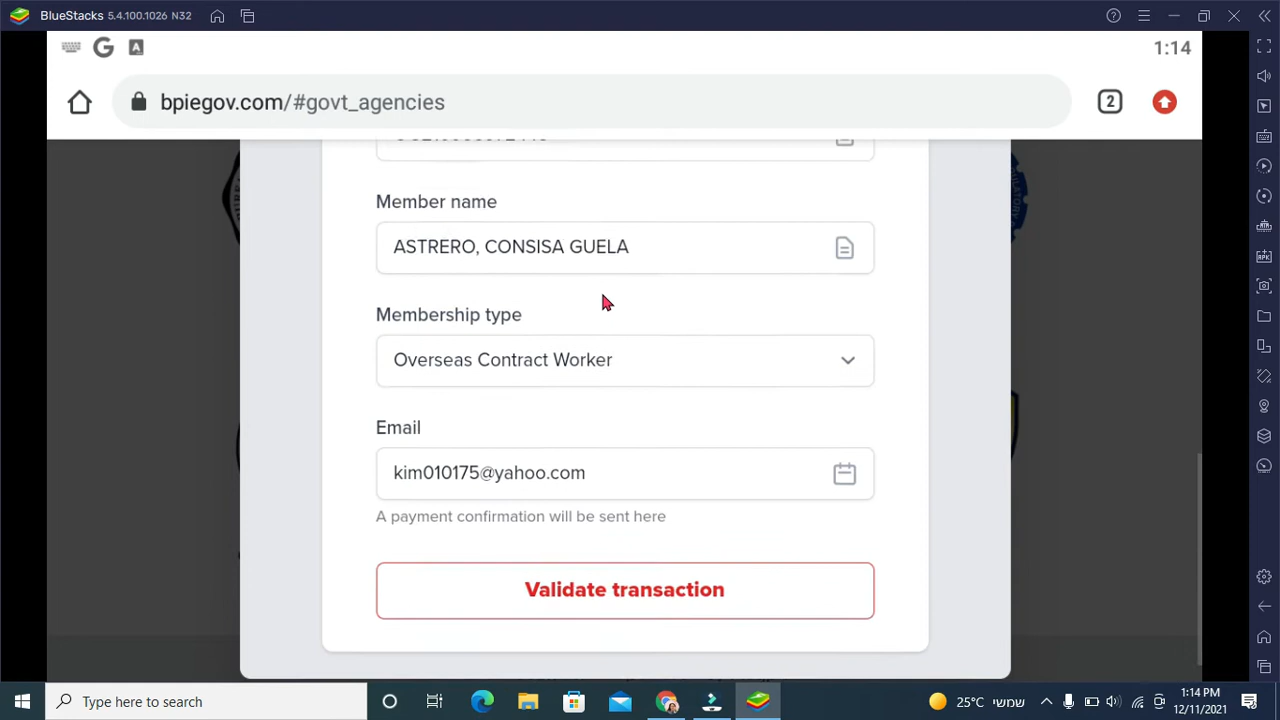 BlueStacks 5.4.100.1026 N32
1:14
bpiegov.com/#govt_agencies
2
Member name
ASTRERO, CONSISA GUELA
Membership type
Overseas Contract Worker
Email
kim010175@yahoo.com
A payment confirmation will be sent here
Validate transaction
Type here to search
25°C שמשי
1:14 PM
12/11/2021